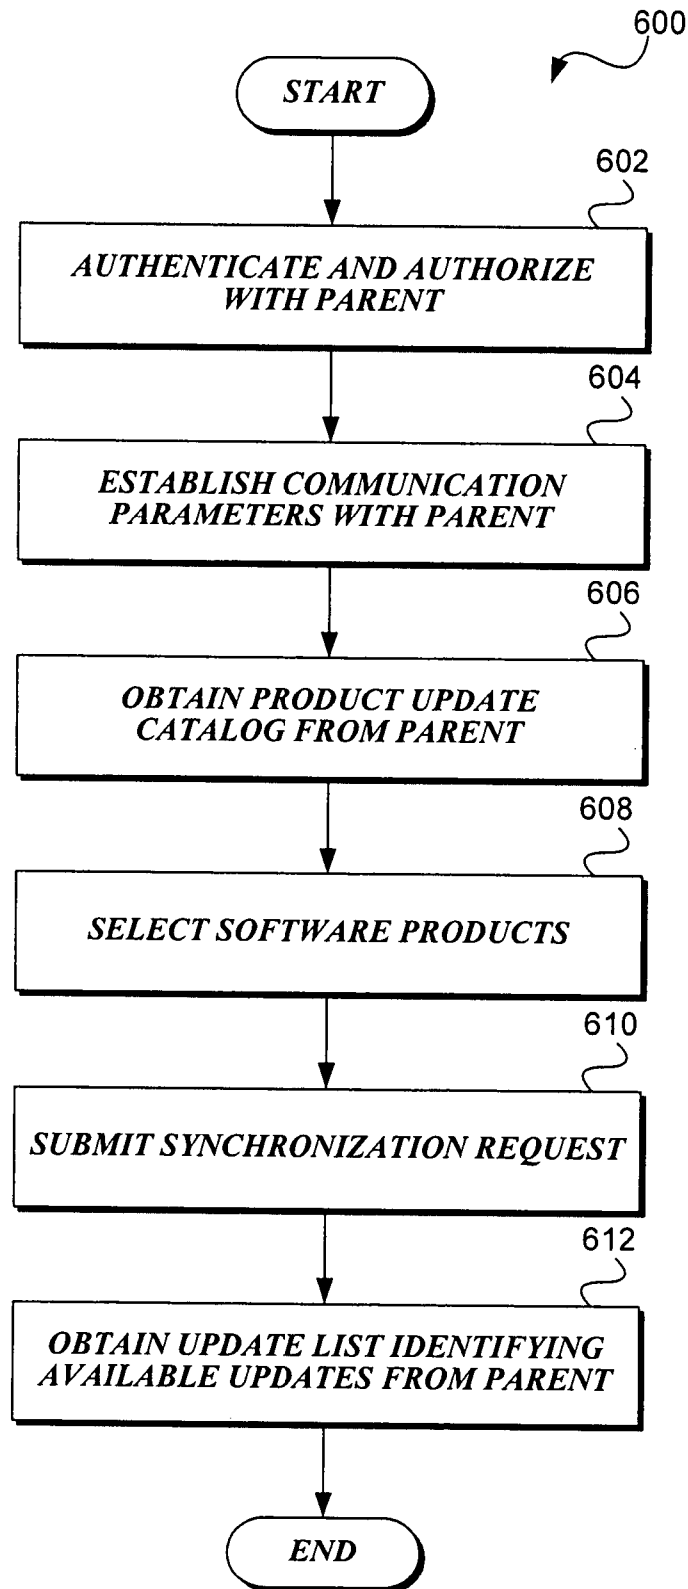 600
START
602
AUTHENTICATE AND AUTHORIZE
WITH PARENT
604
ESTABLISH COMMUNICATION
PARAMETERS WITH PARENT
606
OBTAIN PRODUCT UPDATE
CATALOG FROM PARENT
608
SELECT SOFTWARE PRODUCTS
610
SUBMIT SYNCHRONIZATION REQUEST
612
OBTAIN UPDATE LIST IDENTIFYING
AVAILABLE UPDATES FROM PARENT
END